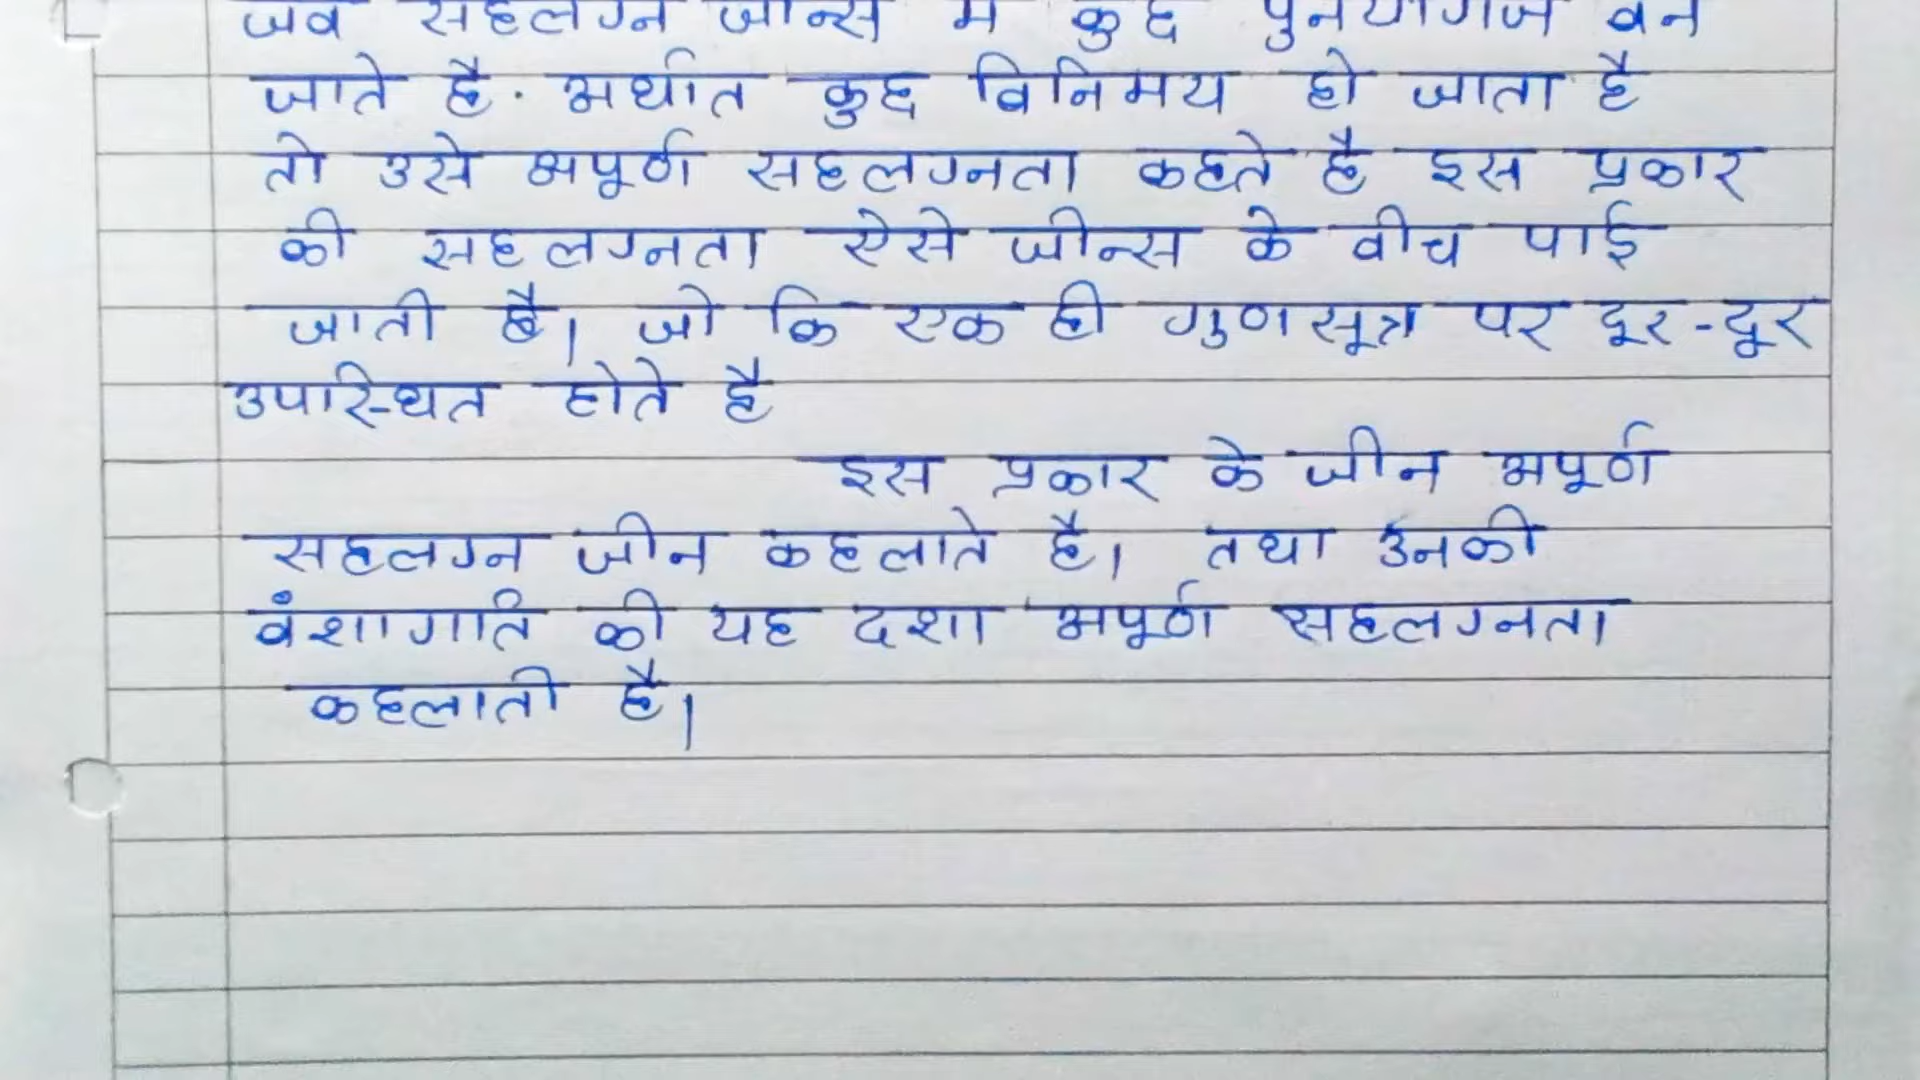 जब सहलग्न जीन्स में कुछ पुनर्योगज बन
जाते है. अर्थात कुछ विनिमय हो जाता है
तो उसे अपूर्ण सहलग्नता कहते है इस प्रकार
की सहलग्नता ऐसे जीन्स के बीच पाई
जाती है। जो कि एक ही गुणसूत्र पर दूर-दूर
उपस्थित होते है
इस प्रकार के जीन अपूर्ण
सहलग्न जीन कहलाते है। तथा उनकी
वंशागति की यह दशा अपूर्ण सहलग्नता
कहलाती है।